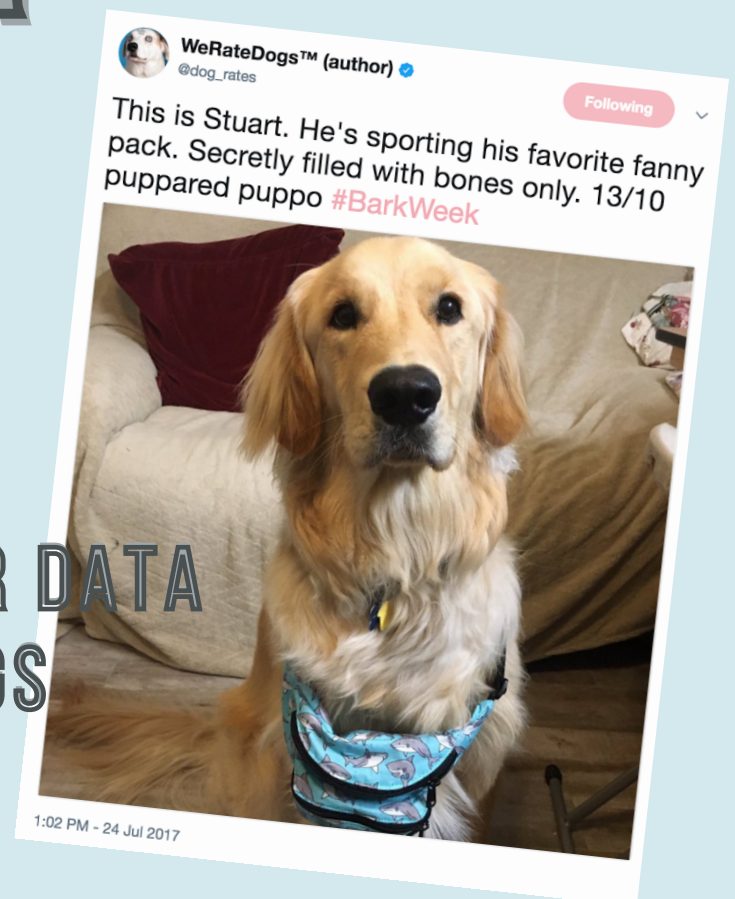 WeRateDogs™ (author)
@dog_rates
Following
This is Stuart. He's sporting his favorite fanny
pack. Secretly filled with bones only. 13/10
puppared puppo #BarkWeek
DATA
1:02 PM - 24 Jul 2017